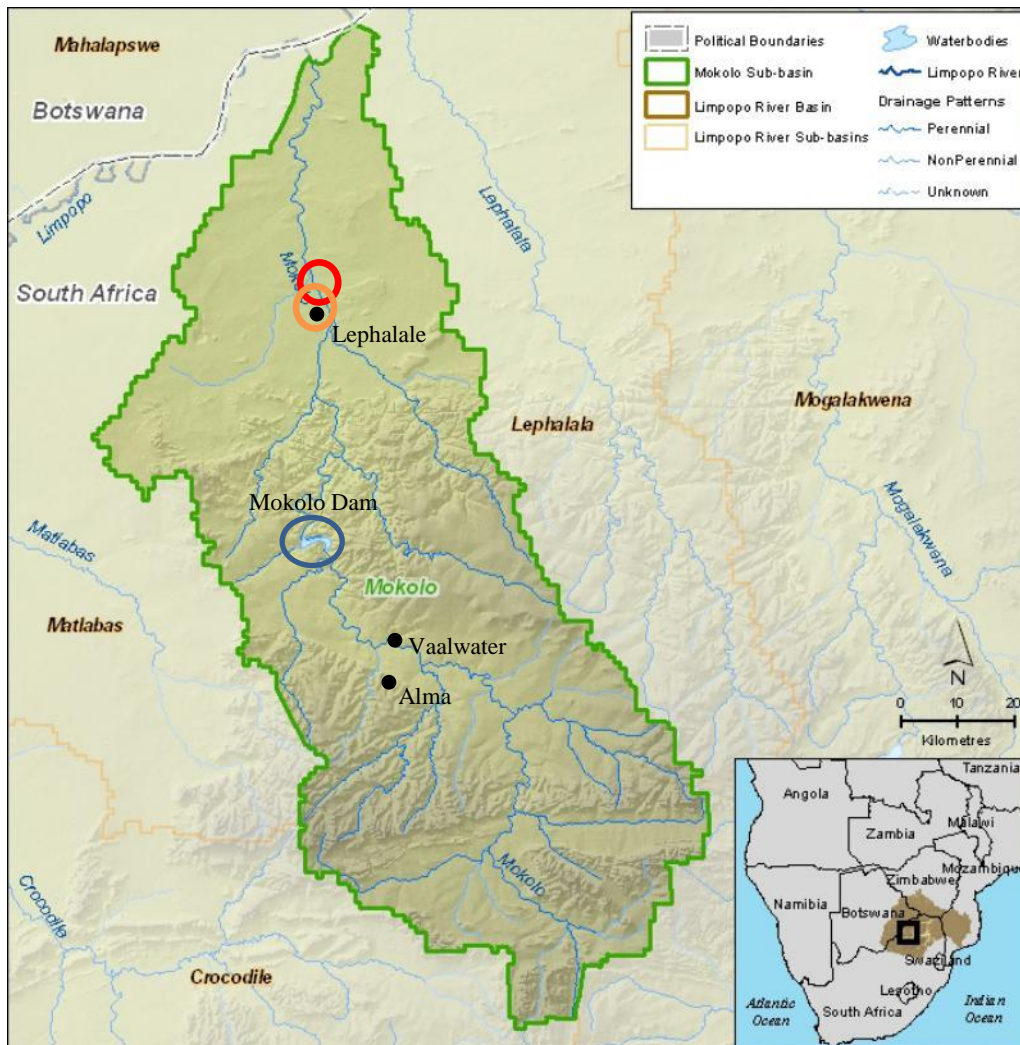 Mahalapswe
Botswana
Limpopo
South Africa
Moko
Lephalale
Lephalala
Lephalala
Mogalakwena
Mogalakwena
Mokolo Dam
Matlabas
Mokolo
Matlabas
Vaalwater
Alma
Mokolo
Crocodile
Crocodile
Political Boundaries
Mokolo Sub-basin
Limpopo River Basin
Limpopo River Sub-basins
Waterbodies
Limpopo River
Drainage Patterns
Perennial
NonPerennial
Unknown
N
0 10 20
Kilometres
Tanzania
Angola
Malawi
Zambia
Mozambique
Zimbabwe
Namibia
Botswana
Swaziland
Lesotho
South Africa
Atlantic
Ocean
Indian
Ocean